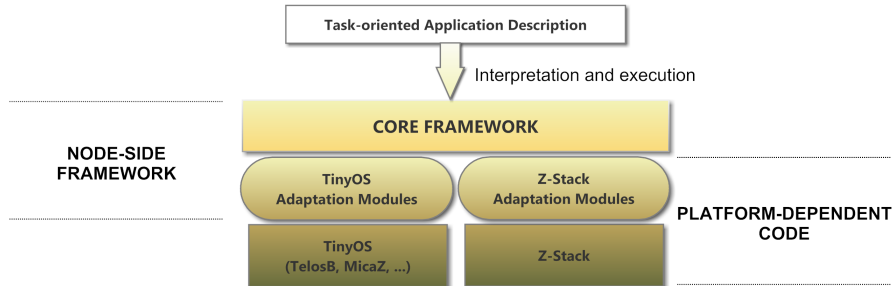 Task-oriented Application Description
Interpretation and execution
CORE FRAMEWORK
NODE-SIDE
FRAMEWORK
TinyOS
Adaptation Modules
Z-Stack
Adaptation Modules
PLATFORM-DEPENDENT
CODE
TinyOS
(TelosB, MicaZ, ...)
Z-Stack